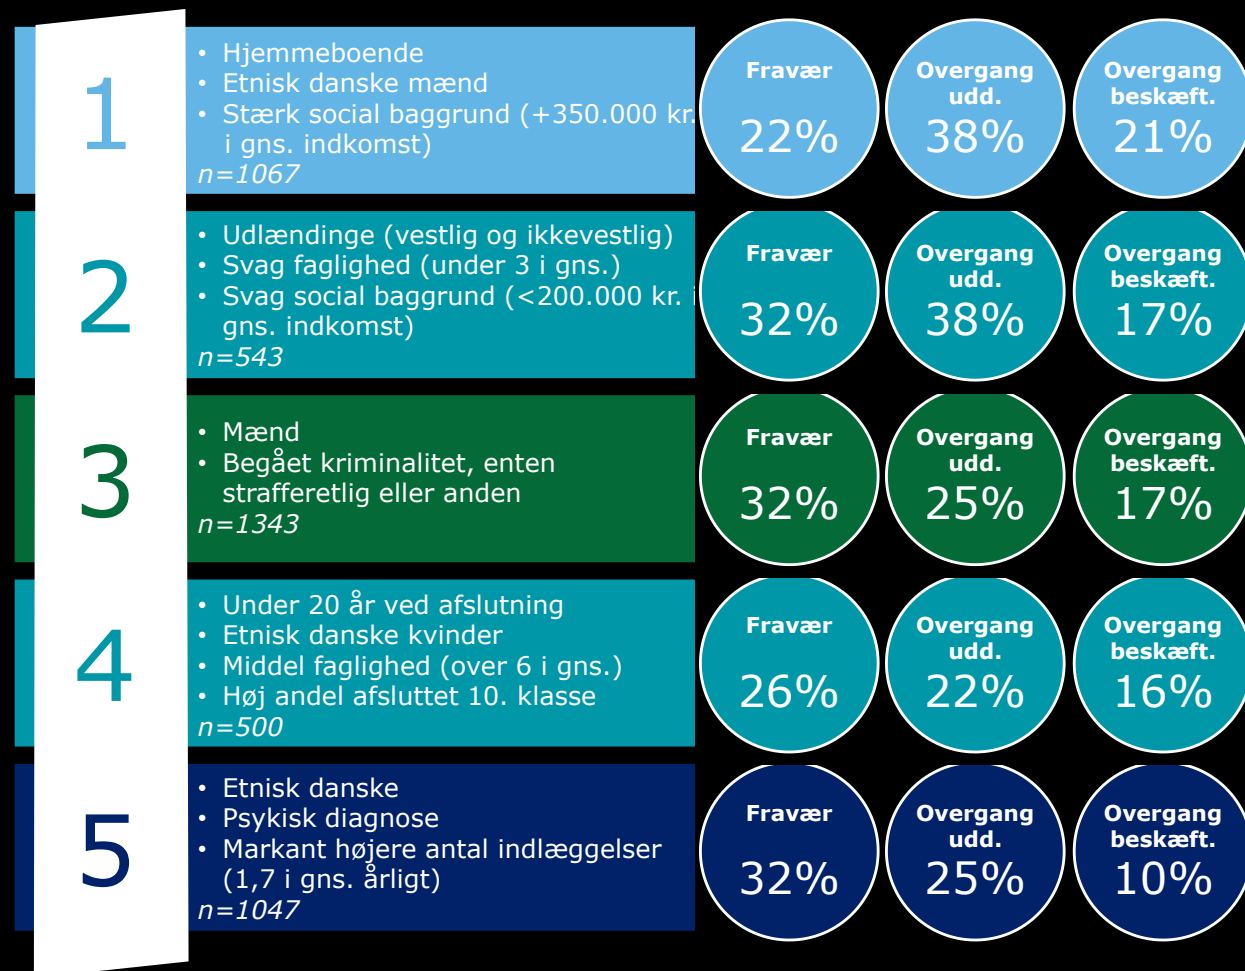 1
• Hjemmeboende
• Etnisk danske mænd
• Stærk social baggrund (+350.000 kr.
i gns. indkomst)
n=1067
Fravær
22%
Overgang
udd.
38%
Overgang
beskæft.
21%
2
• Udlændinge (vestlig og ikkevestlig)
• Svag faglighed (under 3 i gns.)
• Svag social baggrund (<200.000 kr. i
gns. indkomst)
n=543
Fravær
32%
Overgang
udd.
38%
Overgang
beskæft.
17%
3
• Mænd
• Begået kriminalitet, enten
strafferetlig eller anden
n=1343
Fravær
32%
Overgang
udd.
25%
Overgang
beskæft.
17%
4
• Under 20 år ved afslutning
• Etnisk danske kvinder
• Middel faglighed (over 6 i gns.)
• Høj andel afsluttet 10. klasse
n=500
Fravær
26%
Overgang
udd.
22%
Overgang
beskæft.
16%
5
• Etnisk danske
• Psykisk diagnose
• Markant højere antal indlæggelser
(1,7 i gns. årligt)
n=1047
Fravær
32%
Overgang
udd.
25%
Overgang
beskæft.
10%